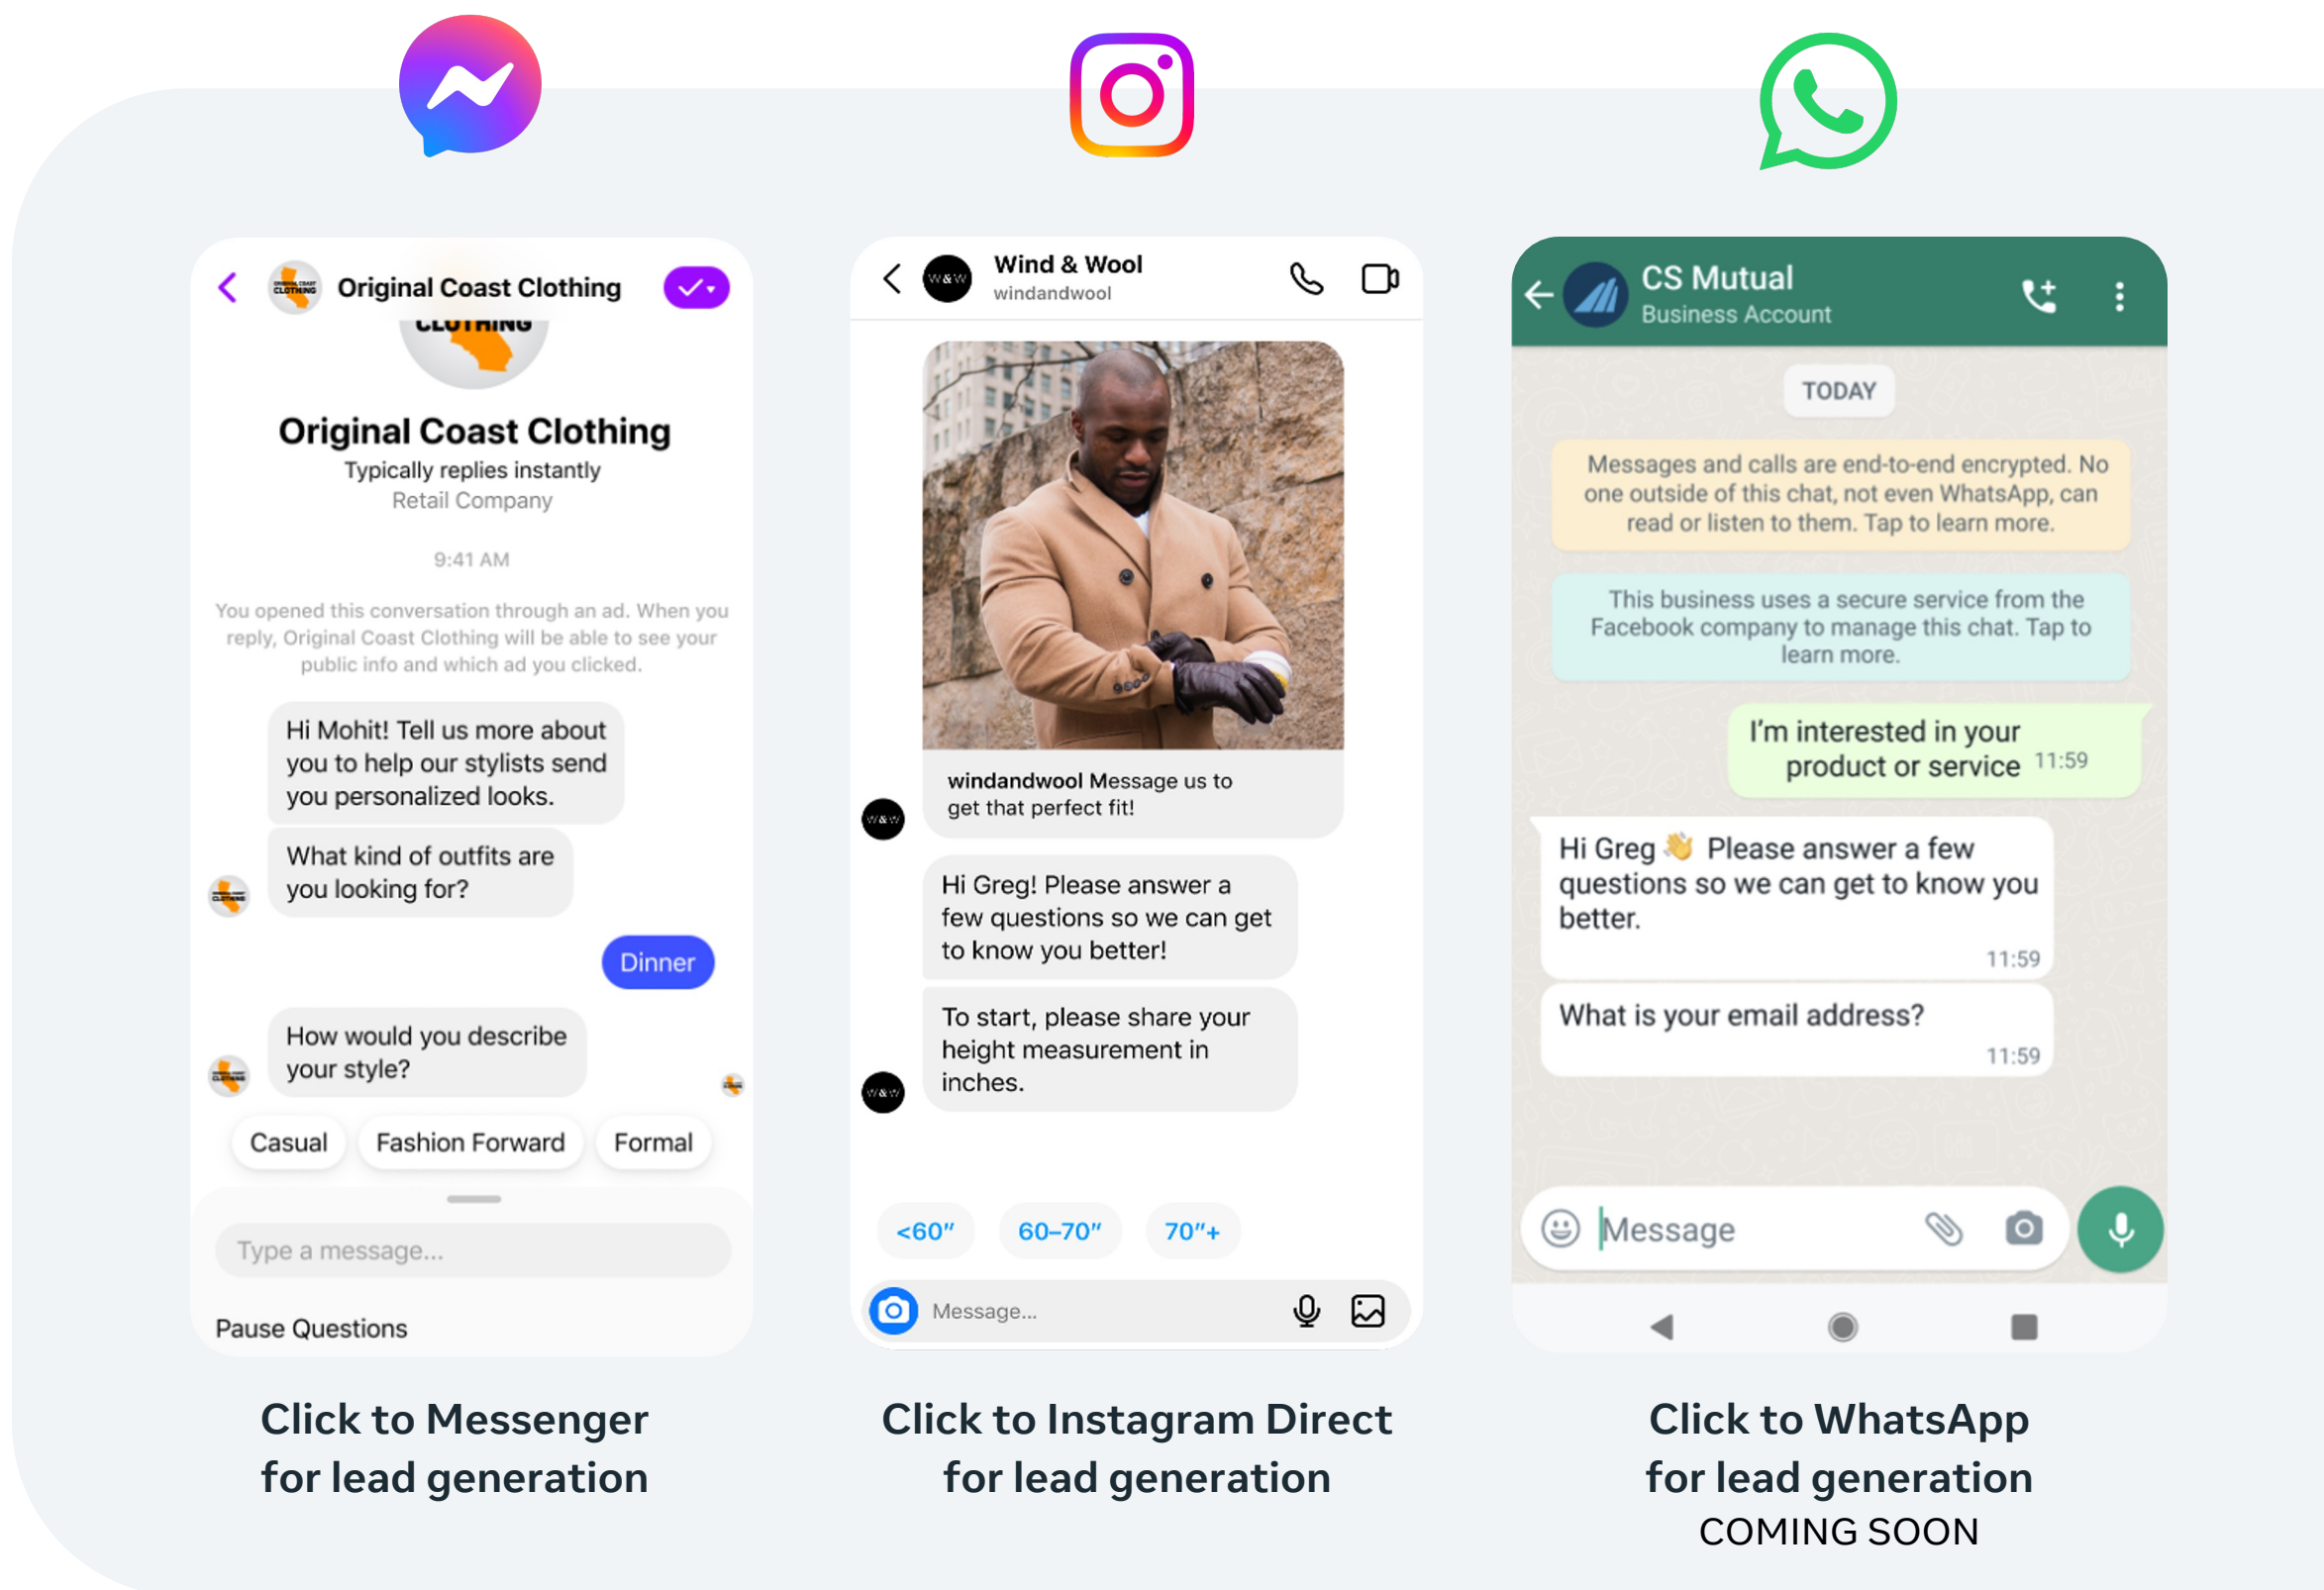 Original Coast Clothing
CLOTHING
Original Coast Clothing
Typically replies instantly
Retail Company
9:41 AM
You opened this conversation through an ad. When you
reply, Original Coast Clothing will be able to see your
public info and which ad you clicked.
Hi Mohit! Tell us more about
you to help our stylists send
you personalized looks.
What kind of outfits are
you looking for?
Dinner
How would you describe
your style?
Casual
Fashion Forward
Formal
Type a message...
Pause Questions
Click to Messenger
for lead generation
W&W
Wind & Wool
windandwool
windandwool Message us to
get that perfect fit!
W&W
Hi Greg! Please answer a
few questions so we can get
to know you better!
To start, please share your
height measurement in
inches.
W&W
<60”
60–70”
70”+
Message...
Click to Instagram Direct
for lead generation
CS Mutual
Business Account
TODAY
Messages and calls are end-to-end encrypted. No
one outside of this chat, not even WhatsApp, can
read or listen to them. Tap to learn more.
This business uses a secure service from the
Facebook company to manage this chat. Tap to
learn more.
I’m interested in your
product or service 11:59
Hi Greg 👋 Please answer a few
questions so we can get to know you
better.
11:59
What is your email address?
11:59
Message
Click to WhatsApp
for lead generation
COMING SOON